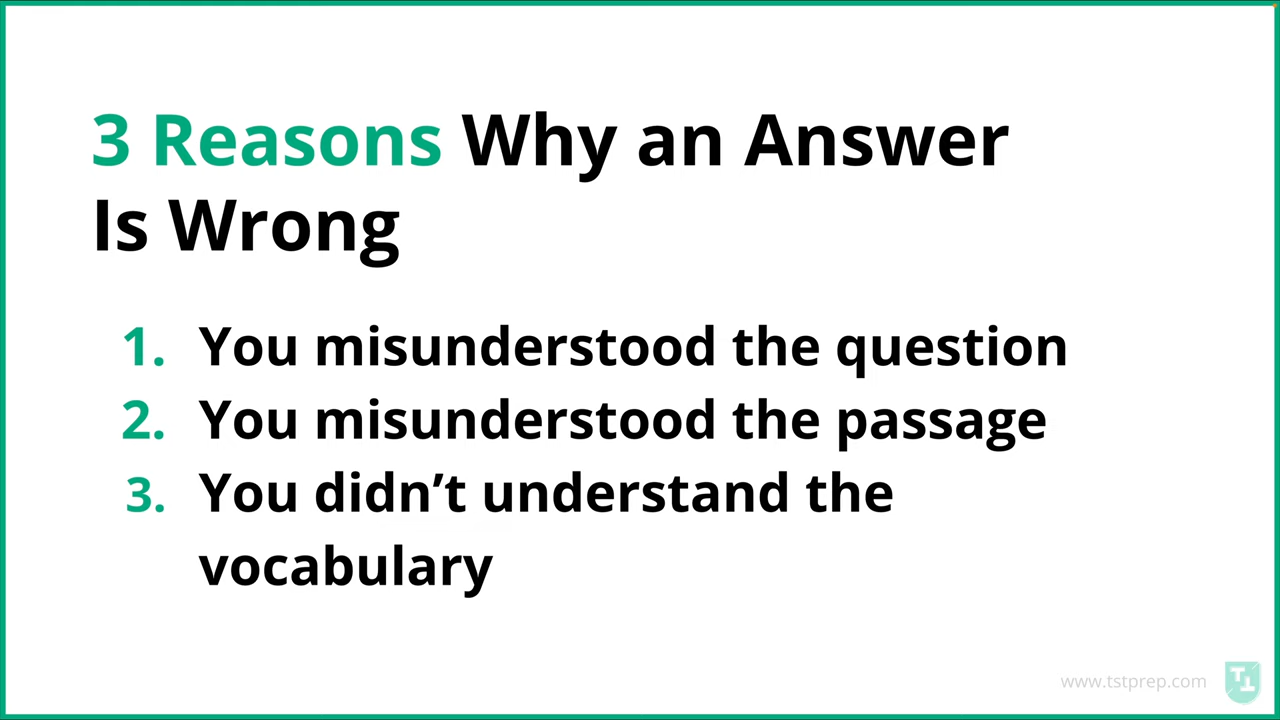 3 Reasons Why an Answer
Is Wrong
1. You misunderstood the question
2. You misunderstood the passage
3. You didn’t understand the
vocabulary
www.tstprep.com